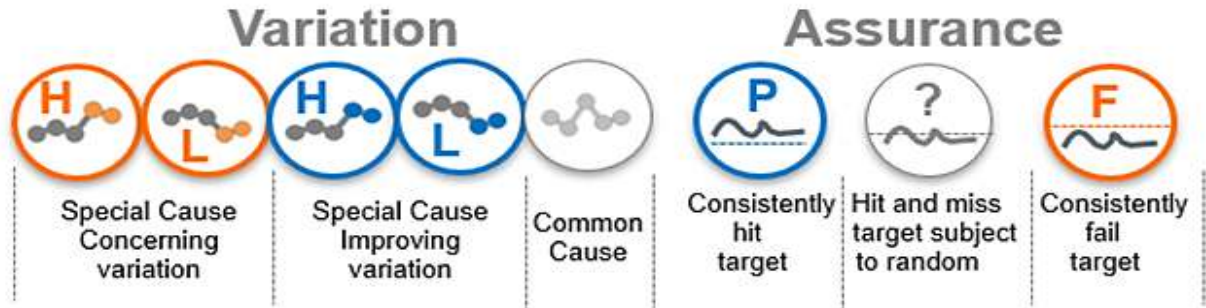 Variation
Assurance
H
L
H
L
P
?
F
Special Cause
Concerning
variation
Special Cause
Improving
variation
Common
Cause
Consistently
hit
target
Hit and miss
target subject
to random
Consistently
fail
target